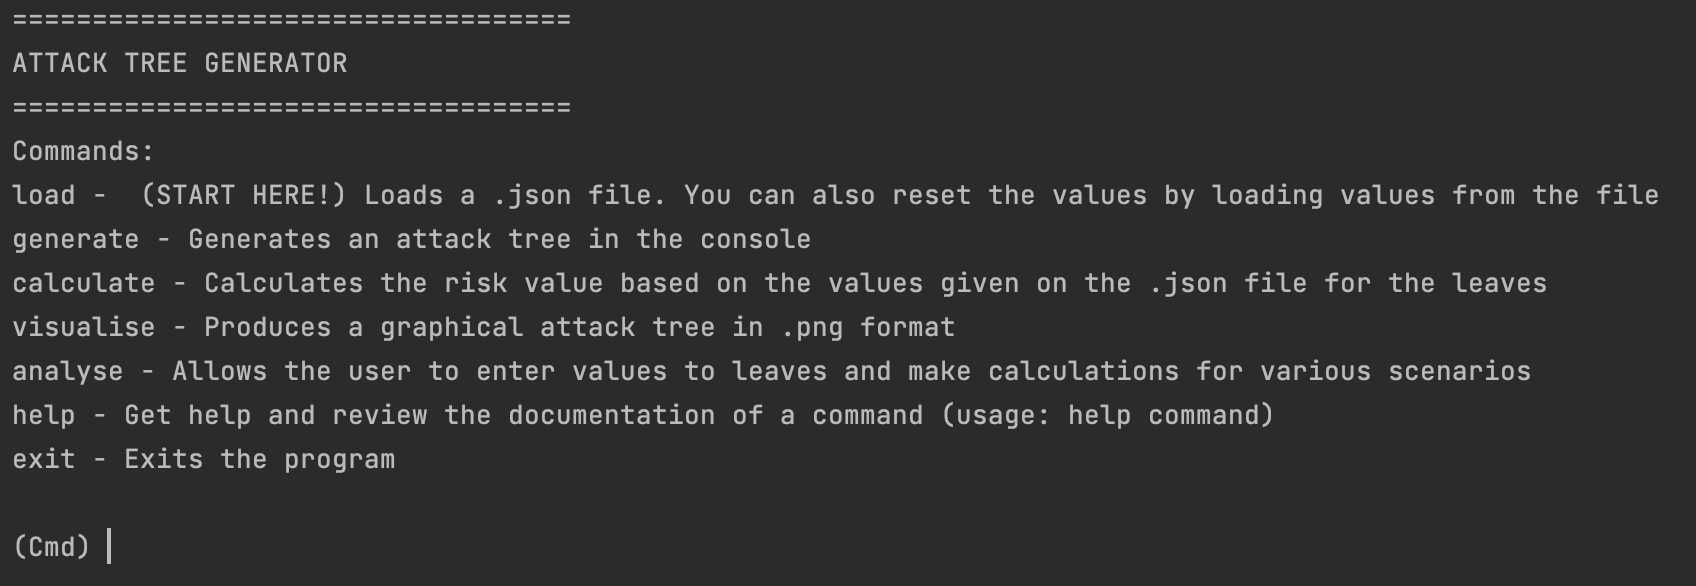 ===================================
ATTACK TREE GENERATOR
===================================
Commands:
load -  (START HERE!) Loads a .json file. You can also reset the values by loading values from the file
generate - Generates an attack tree in the console
calculate - Calculates the risk value based on the values given on the .json file for the leaves
visualise - Produces a graphical attack tree in .png format
analyse - Allows the user to enter values to leaves and make calculations for various scenarios
help - Get help and review the documentation of a command (usage: help command)
exit - Exits the program
(Cmd)